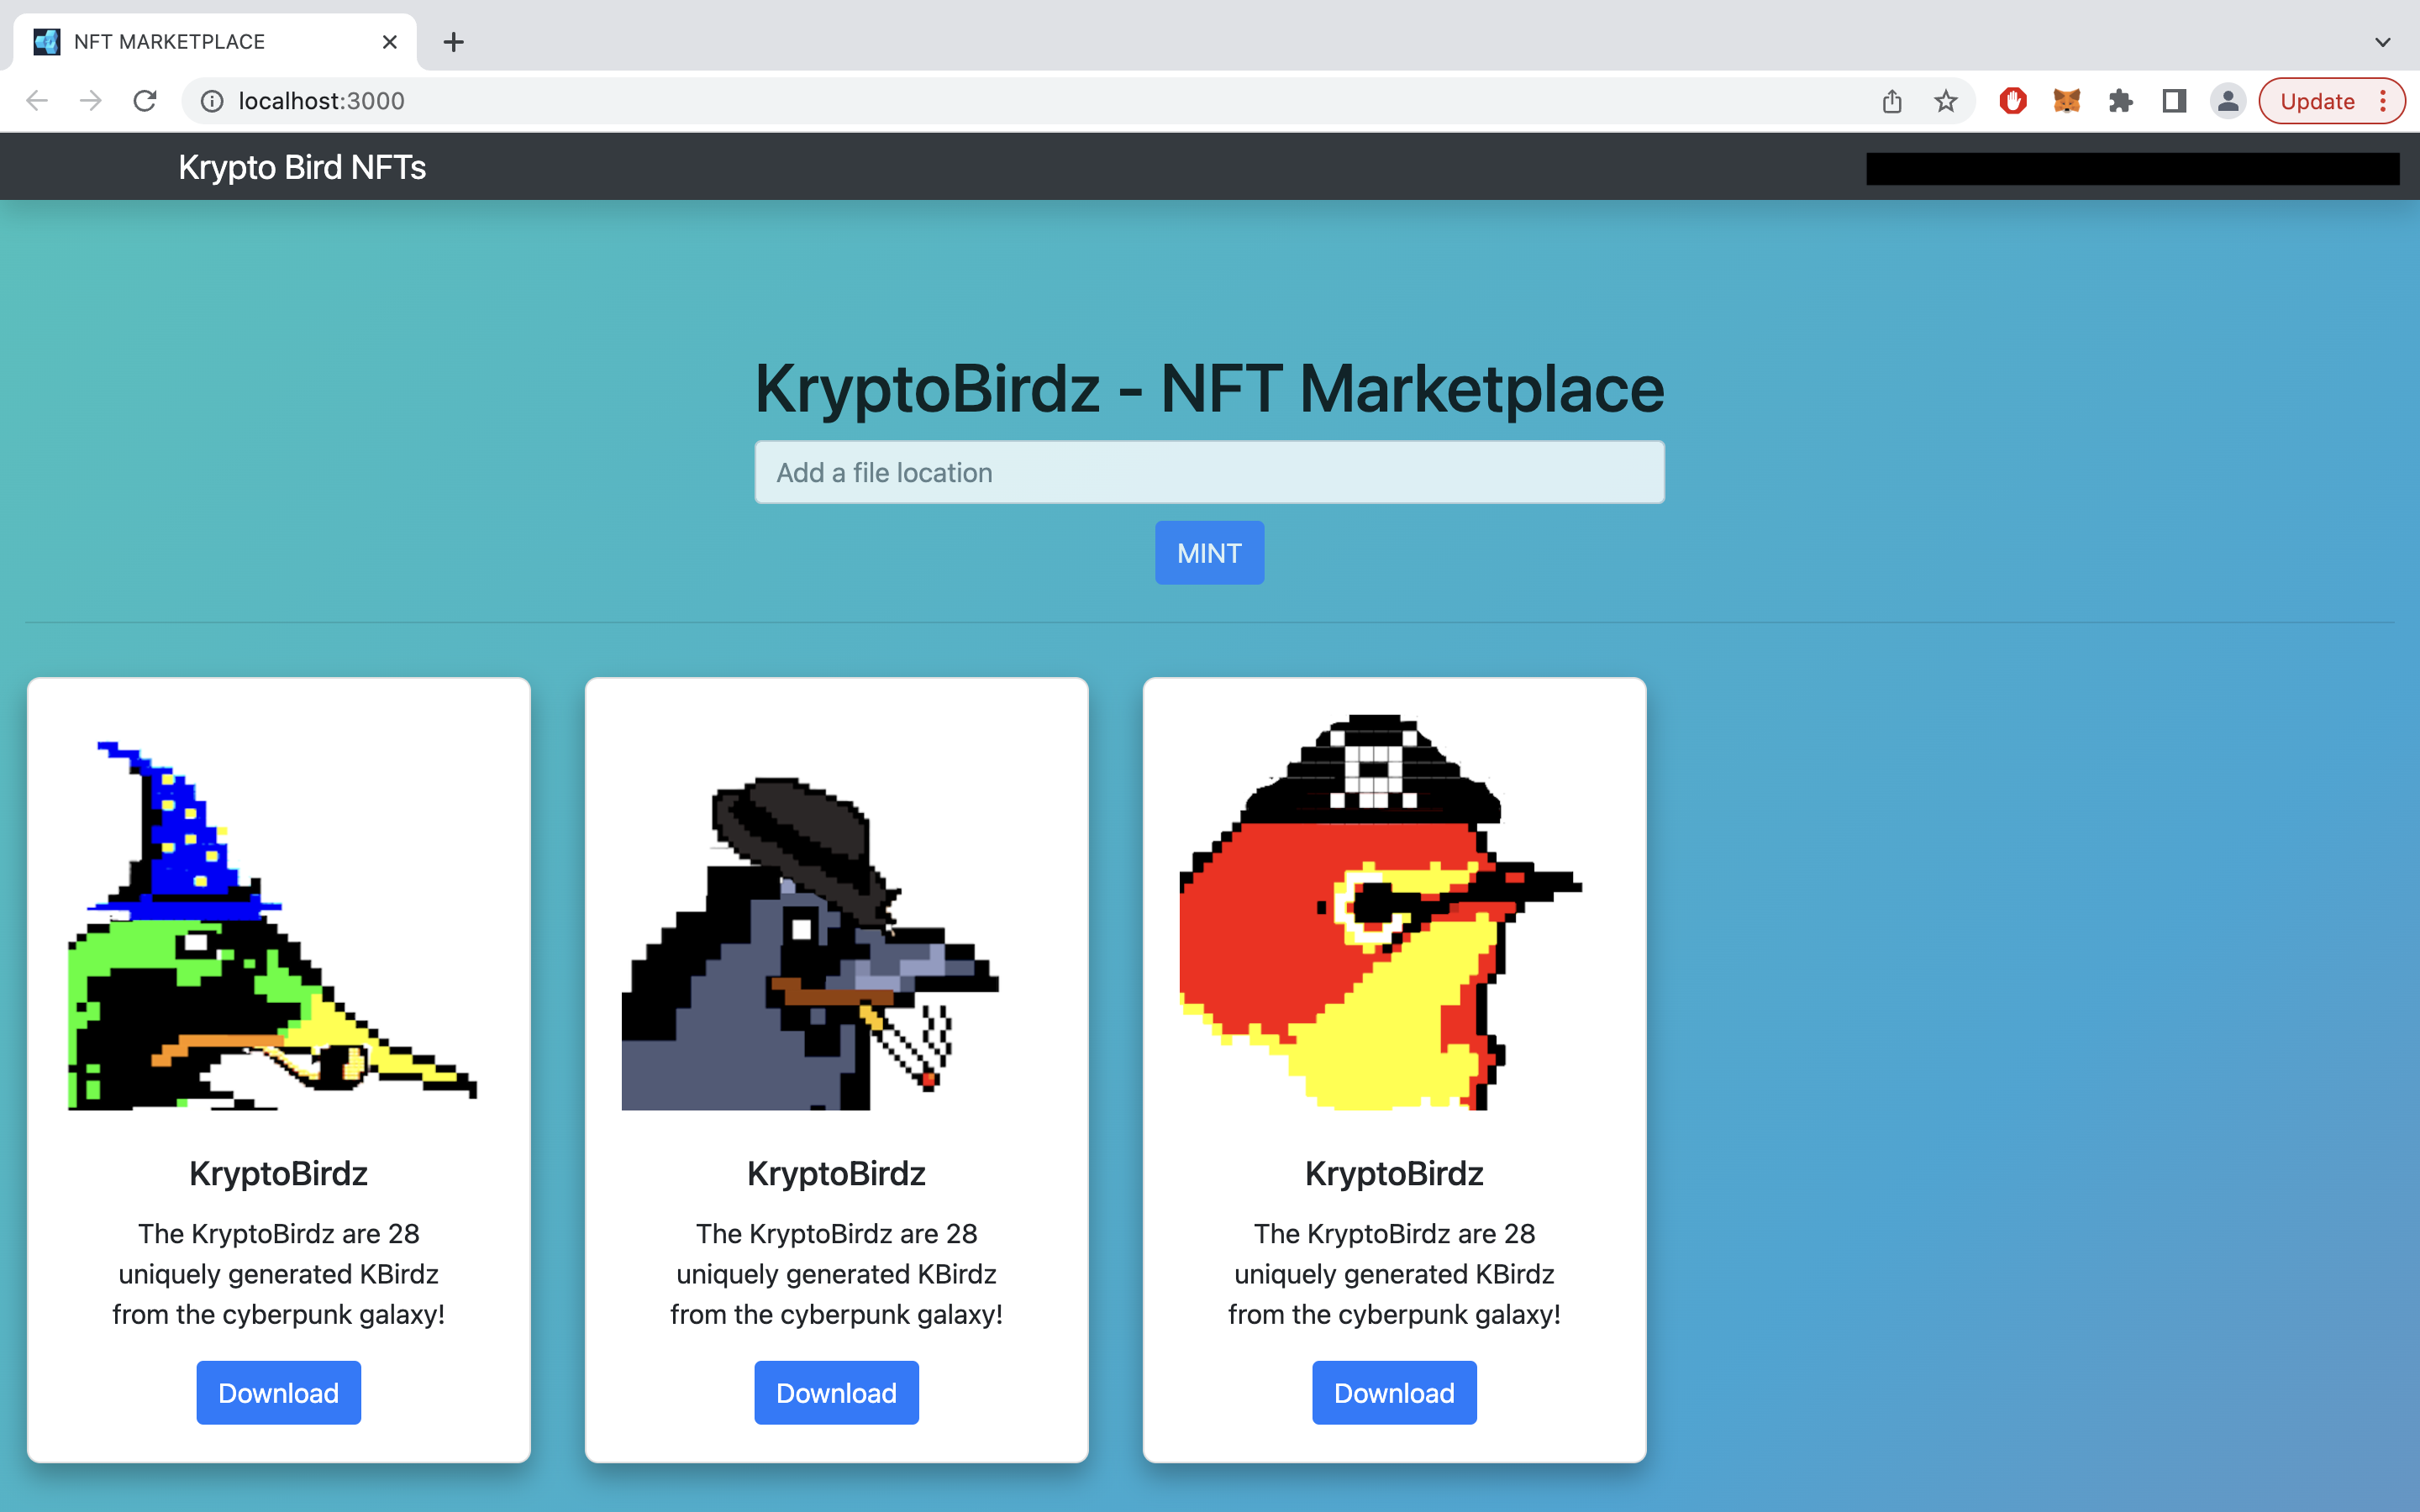 NFT MARKETPLACE
localhost:3000
Update
Krypto Bird NFTs
KryptoBirdz - NFT Marketplace
Add a file location
MINT
KryptoBirdz
The KryptoBirdz are 28
uniquely generated KBirdz
from the cyberpunk galaxy!
Download
KryptoBirdz
The KryptoBirdz are 28
uniquely generated KBirdz
from the cyberpunk galaxy!
Download
KryptoBirdz
The KryptoBirdz are 28
uniquely generated KBirdz
from the cyberpunk galaxy!
Download